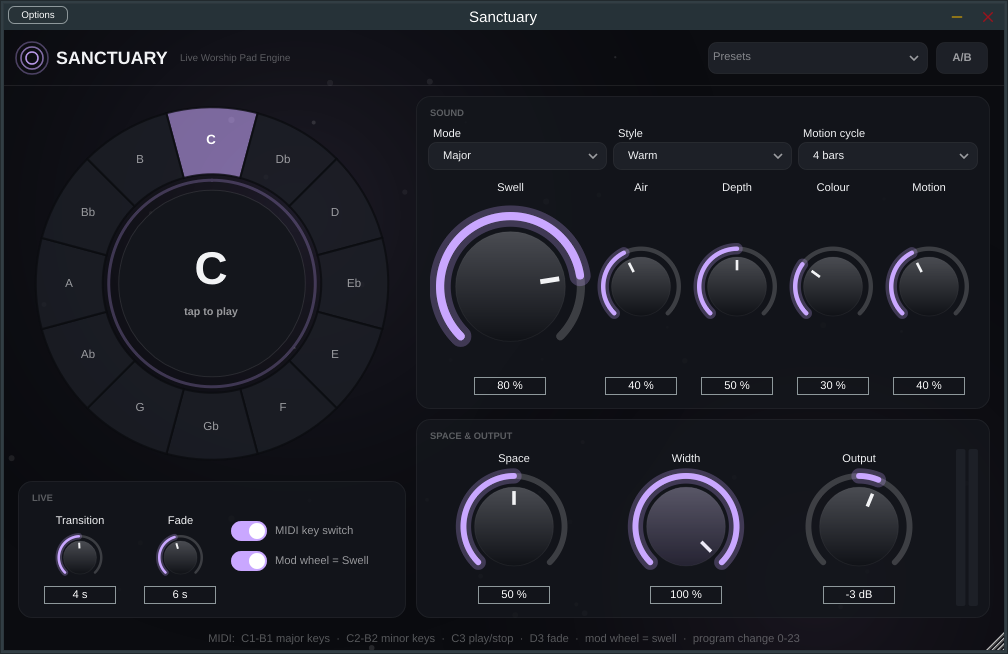 Options
Sanctuary
SANCTUARY
Live Worship Pad Engine
Presets
A/B
C
Db
D
Eb
E
F
Gb
G
Ab
A
Bb
B
C
tap to play
SOUND
Mode
Style
Motion cycle
Major
Warm
4 bars
Swell
Air
Depth
Colour
Motion
80 %
40 %
50 %
30 %
40 %
SPACE & OUTPUT
Space
Width
Output
50 %
100 %
-3 dB
LIVE
Transition
Fade
MIDI key switch
Mod wheel = Swell
4 s
6 s
MIDI: C1-B1 major keys · C2-B2 minor keys · C3 play/stop · D3 fade · mod wheel = swell · program change 0-23